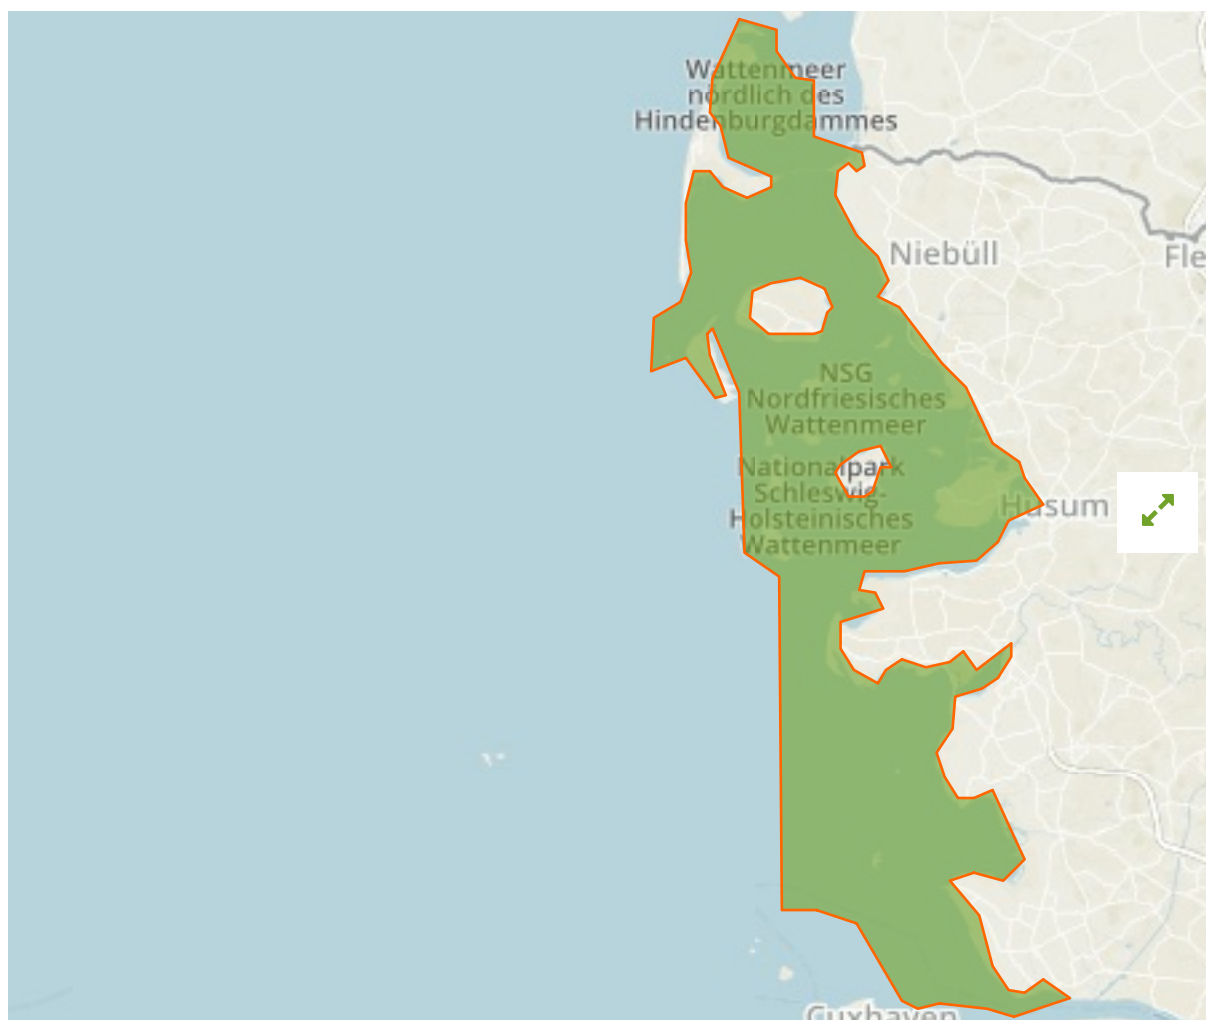 Wattenmeer
nördlich des
Hindenburgdammes
Niebüll
Fle
NSG
Nordfriesisches
Wattenmeer
Nationalpark
Schleswig-
Holsteinisches
Wattenmeer
Husum
Cuxhaven